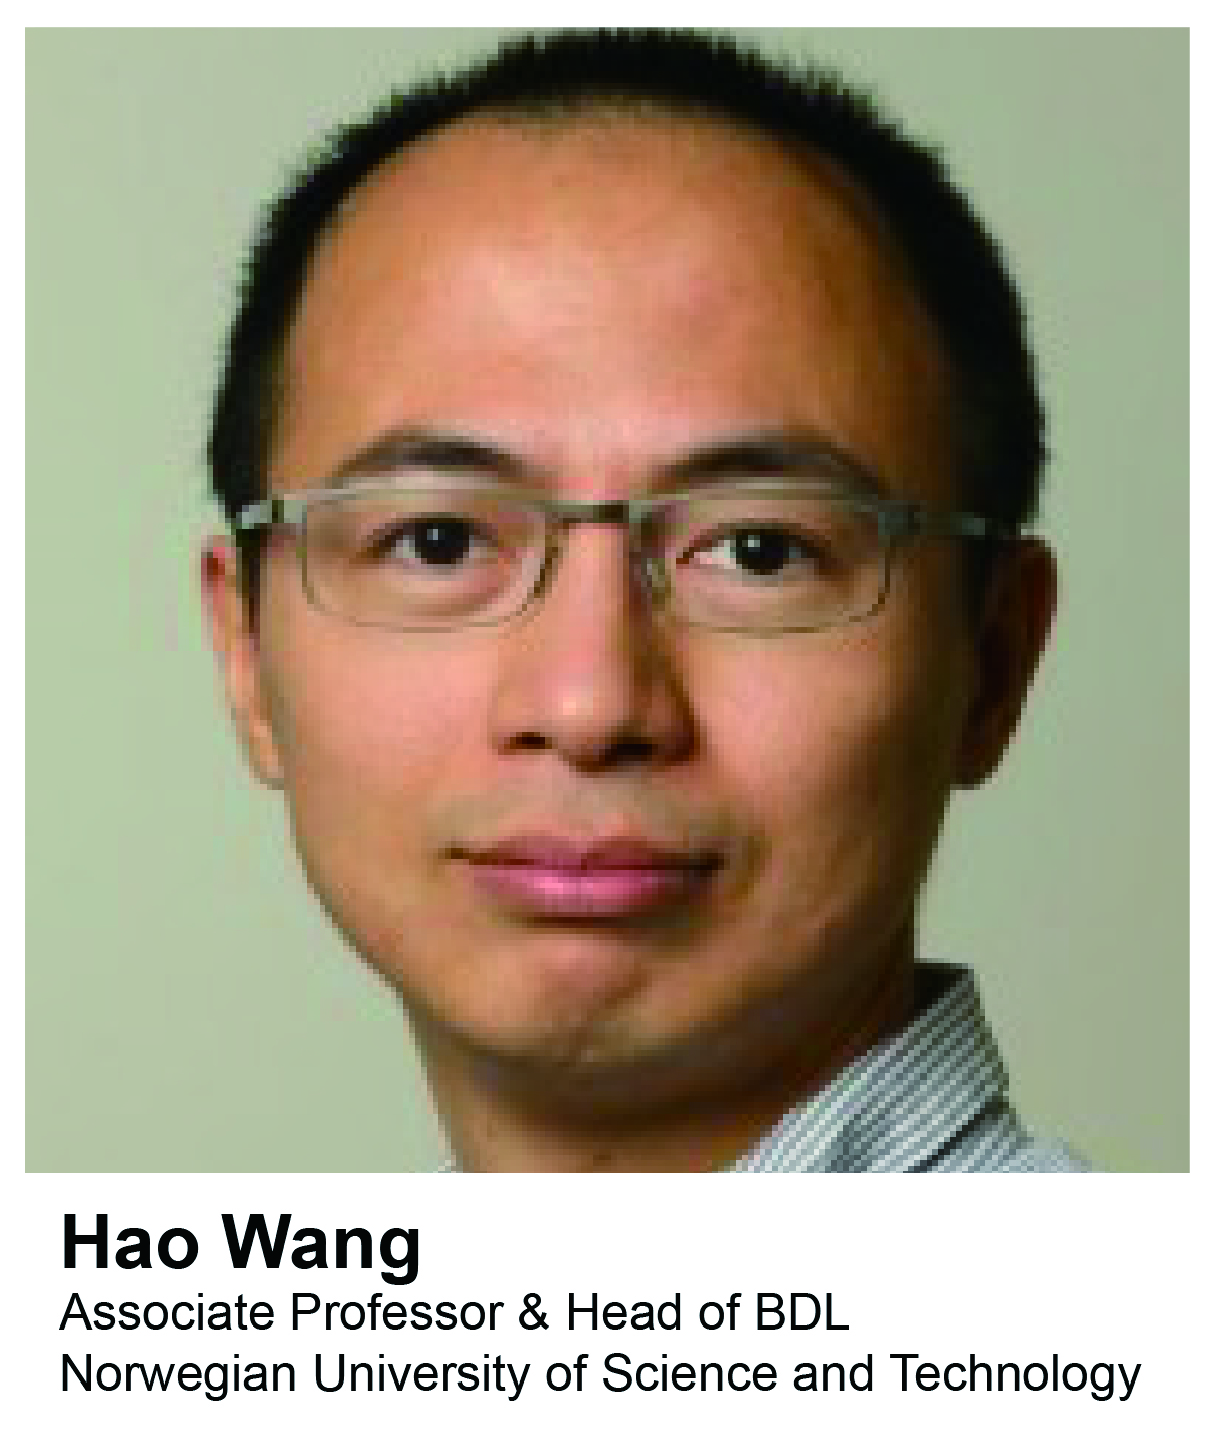 Hao Wang
Associate Professor & Head of BDL
Norwegian University of Science and Technology